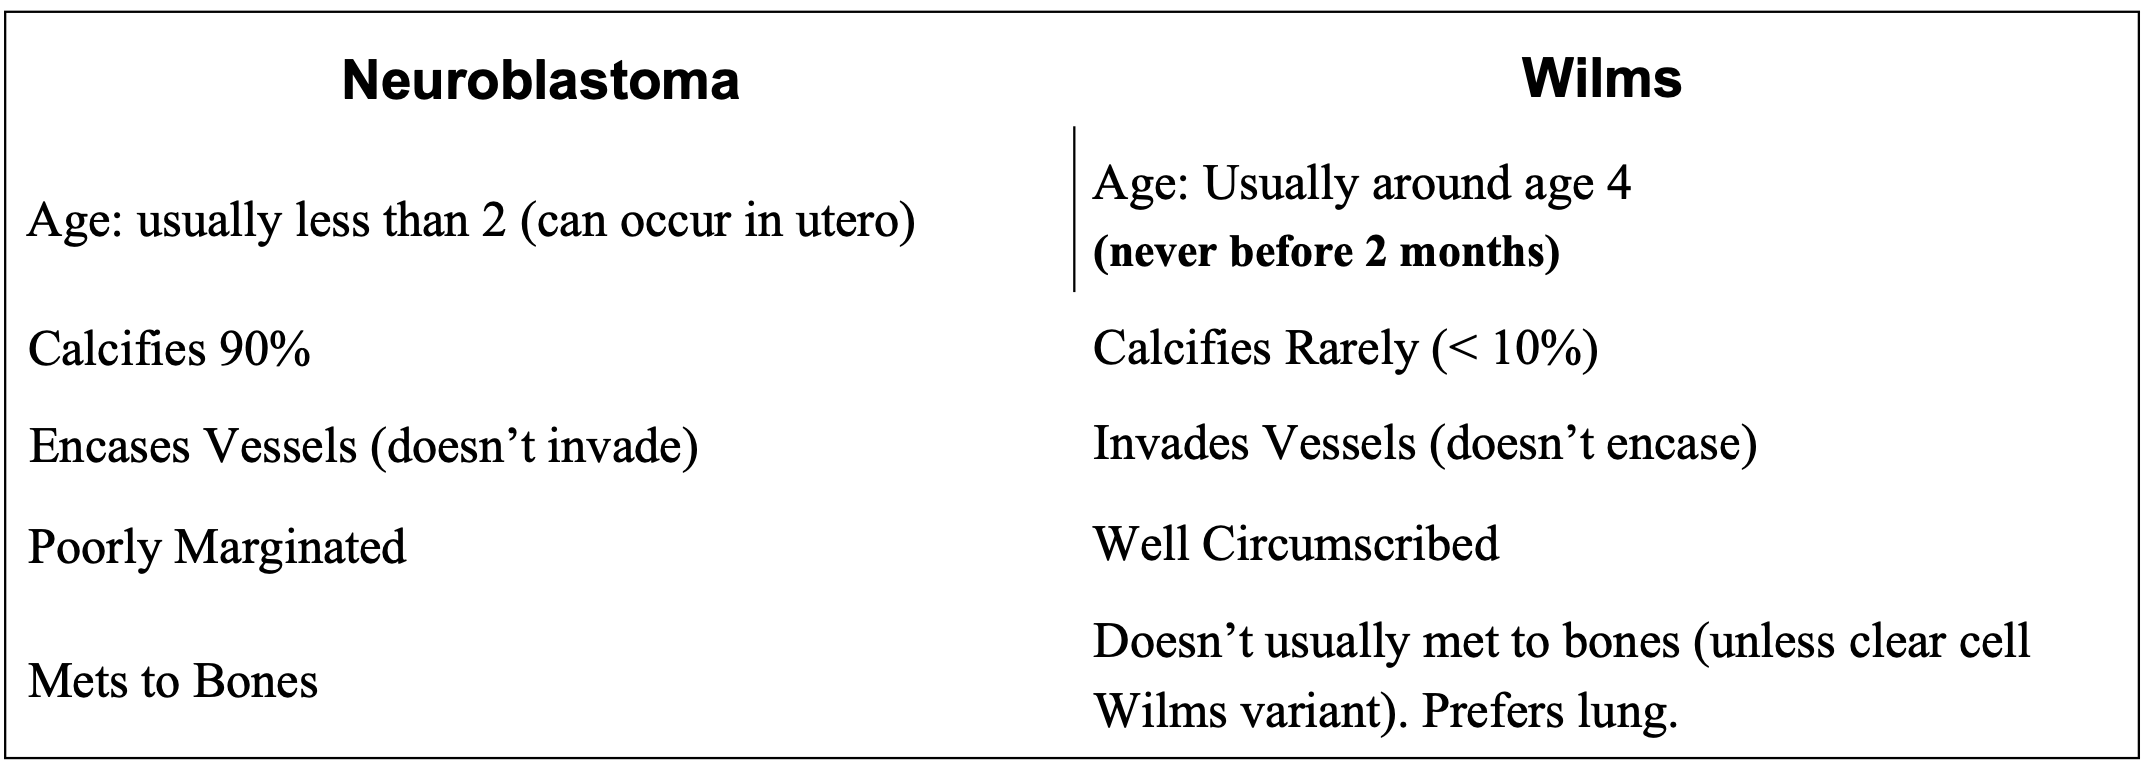 Neuroblastoma
Wilms
Age: usually less than 2 (can occur in utero)
Age: Usually around age 4
(never before 2 months)
Calcifies 90%
Calcifies Rarely (< 10%)
Encases Vessels (doesn’t invade)
Invades Vessels (doesn’t encase)
Poorly Marginated
Well Circumscribed
Mets to Bones
Doesn’t usually met to bones (unless clear cell
Wilms variant). Prefers lung.